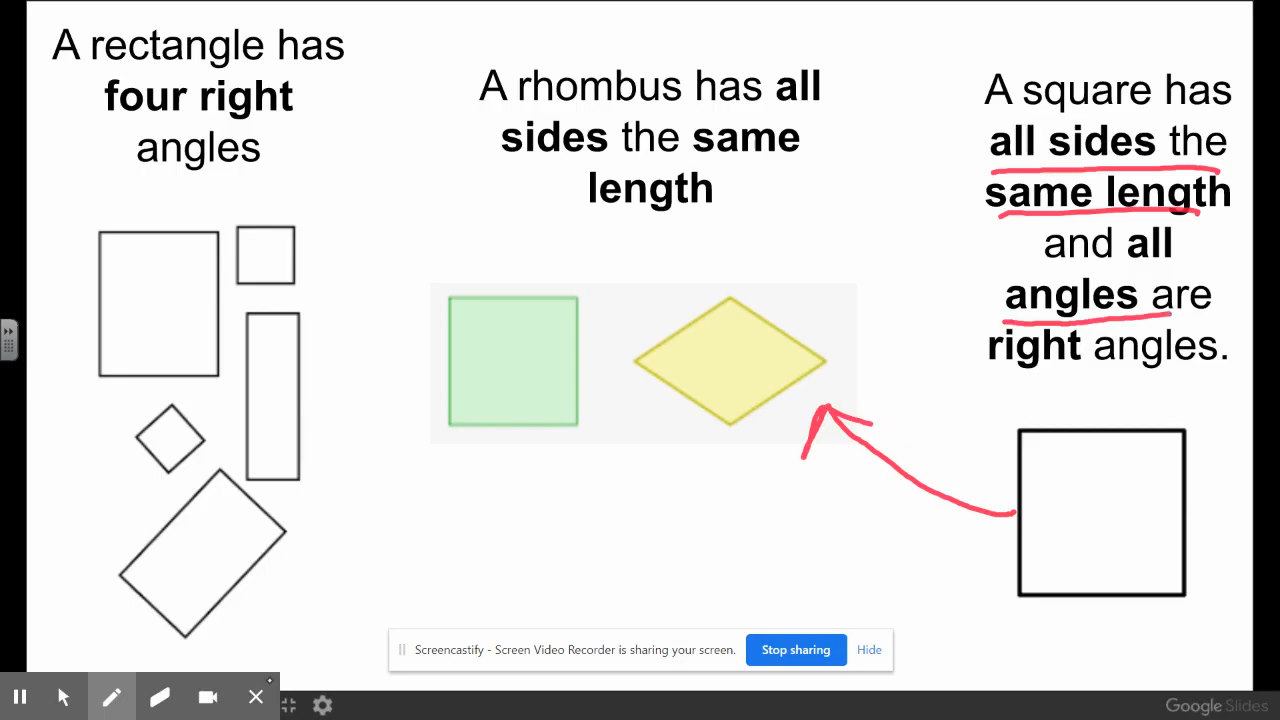 A rectangle has
four right
angles
A rhombus has all
sides the same
length
A square has
all sides the
same length
and all
angles are
right angles.
Screencastify - Screen Video Recorder is sharing your screen.
Stop sharing
Hide
Google Slides